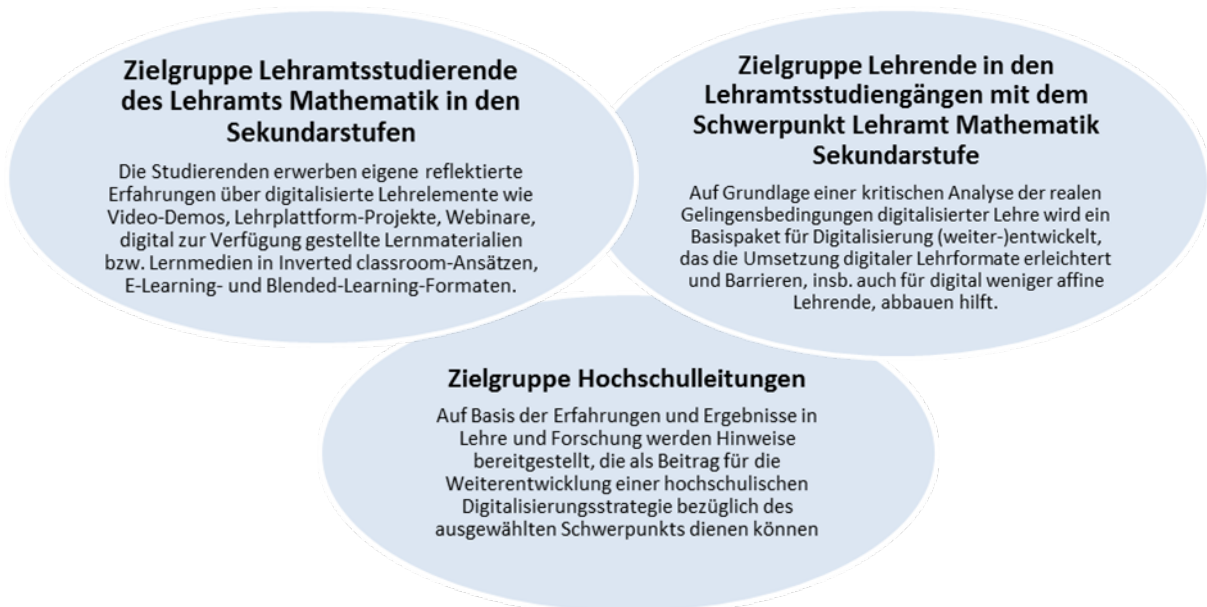 Zielgruppe Lehramtsstudierende
des Lehramts Mathematik in den
Sekundarstufen
Die Studierenden erwerben eigene reflektierte
Erfahrungen über digitalisierte Lehrelemente wie
Video-Demos, Lehrplattform-Projekte, Webinare,
digital zur Verfügung gestellte Lernmaterialien
bzw. Lernmedien in Inverted classroom-Ansätzen,
E-Learning- und Blended-Learning-Formaten.
Zielgruppe Lehrende in den
Lehramtsstudiengängen mit dem
Schwerpunkt Lehramt Mathematik
Sekundarstufe
Auf Grundlage einer kritischen Analyse der realen
Gelingensbedingungen digitalisierter Lehre wird ein
Basispaket für Digitalisierung (weiter-)entwickelt,
das die Umsetzung digitaler Lehrformate erleichtert
und Barrieren, insb. auch für digital weniger affine
Lehrende, abbauen hilft.
Zielgruppe Hochschulleitungen
Auf Basis der Erfahrungen und Ergebnisse in
Lehre und Forschung werden Hinweise
bereitgestellt, die als Beitrag für die
Weiterentwicklung einer hochschulischen
Digitalisierungsstrategie bezüglich des
ausgewählten Schwerpunkts dienen können